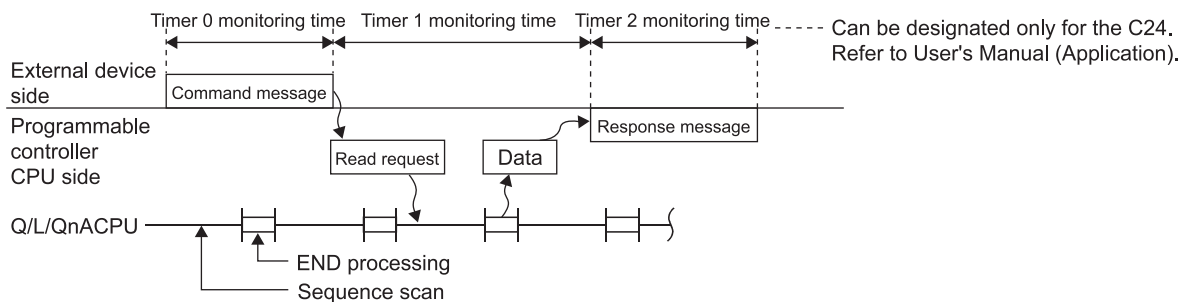 Timer 0 monitoring time Timer 1 monitoring time Timer 2 monitoring time
Can be designated only for the C24.
Refer to User's Manual (Application).
External device
side
Command message
Programmable
controller
CPU side
Read request
Data
Response message
Q/L/QnACPU
END processing
Sequence scan